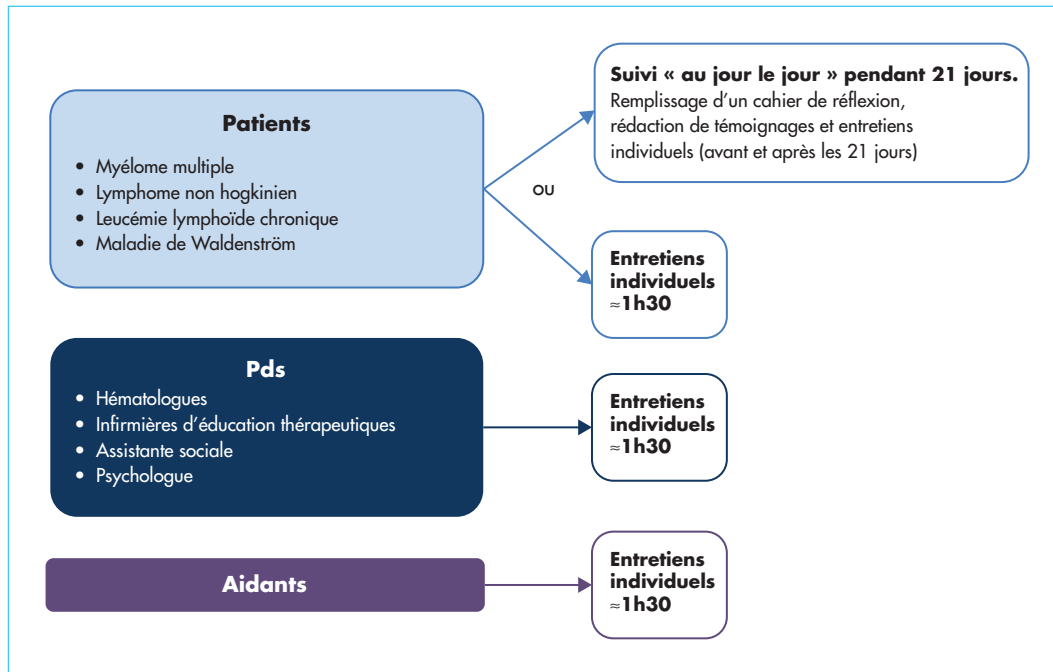 Patients
• Myélome multiple
• Lymphome non hogkinien
• Leucémie lymphoïde chronique
• Maladie de Waldenström
Suivi « au jour le jour » pendant 21 jours.
Remplissage d'un cahier de réflexion,
rédaction de témoignages et entretiens
individuels (avant et après les 21 jours)
OU
Entretiens
individuels
≈1h30
Pds
• Hématologues
• Infirmières d'éducation thérapeutiques
• Assistante sociale
• Psychologue
Entretiens
individuels
≈1h30
Aidants
Entretiens
individuels
≈1h30